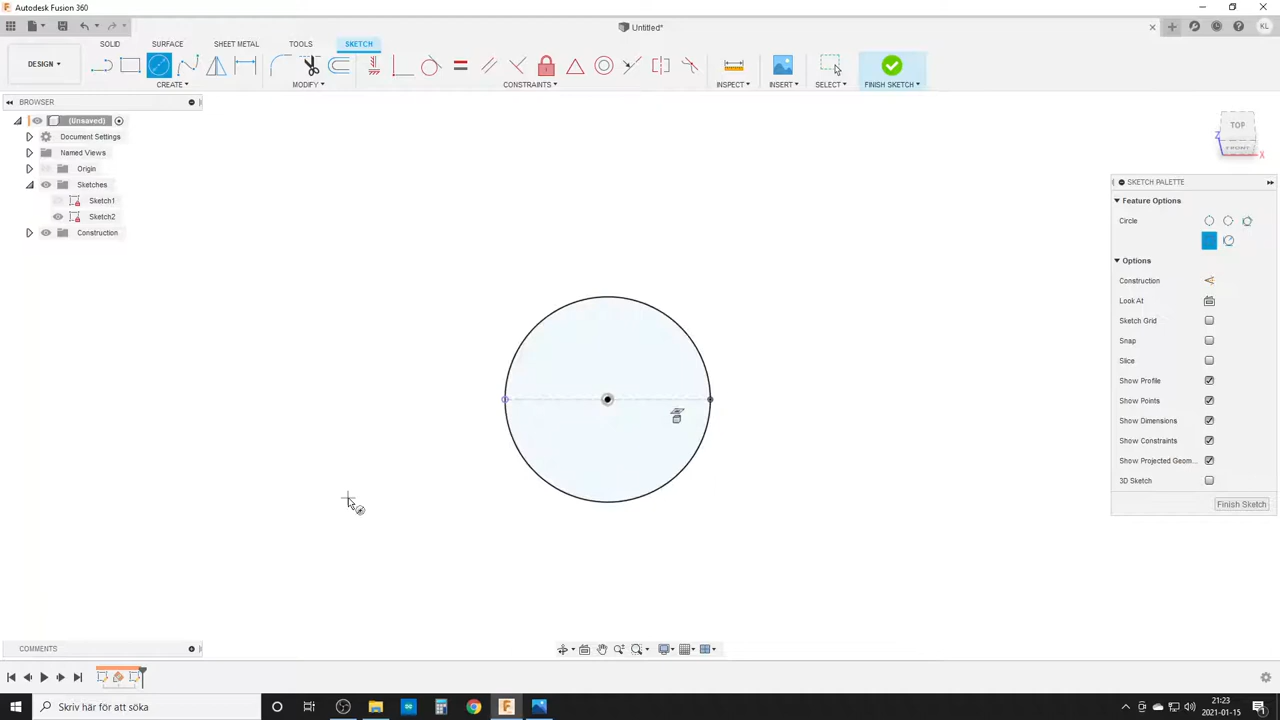 Autodesk Fusion 360
Untitled*
KL
DESIGN
SOLID
SURFACE
SHEET METAL
TOOLS
SKETCH
CREATE
MODIFY
CONSTRAINTS
INSPECT
INSERT
SELECT
FINISH SKETCH
BROWSER
(Unsaved)
Document Settings
Named Views
Origin
Sketches
Sketch1
Sketch2
Construction
TOP
FRONT
Z
X
SKETCH PALETTE
Feature Options
Circle
Options
Construction
Look At
Sketch Grid
Snap
Slice
Show Profile
Show Points
Show Dimensions
Show Constraints
Show Projected Geom...
3D Sketch
Finish Sketch
COMMENTS
Skriv här för att söka
21:23
2021-01-15
1